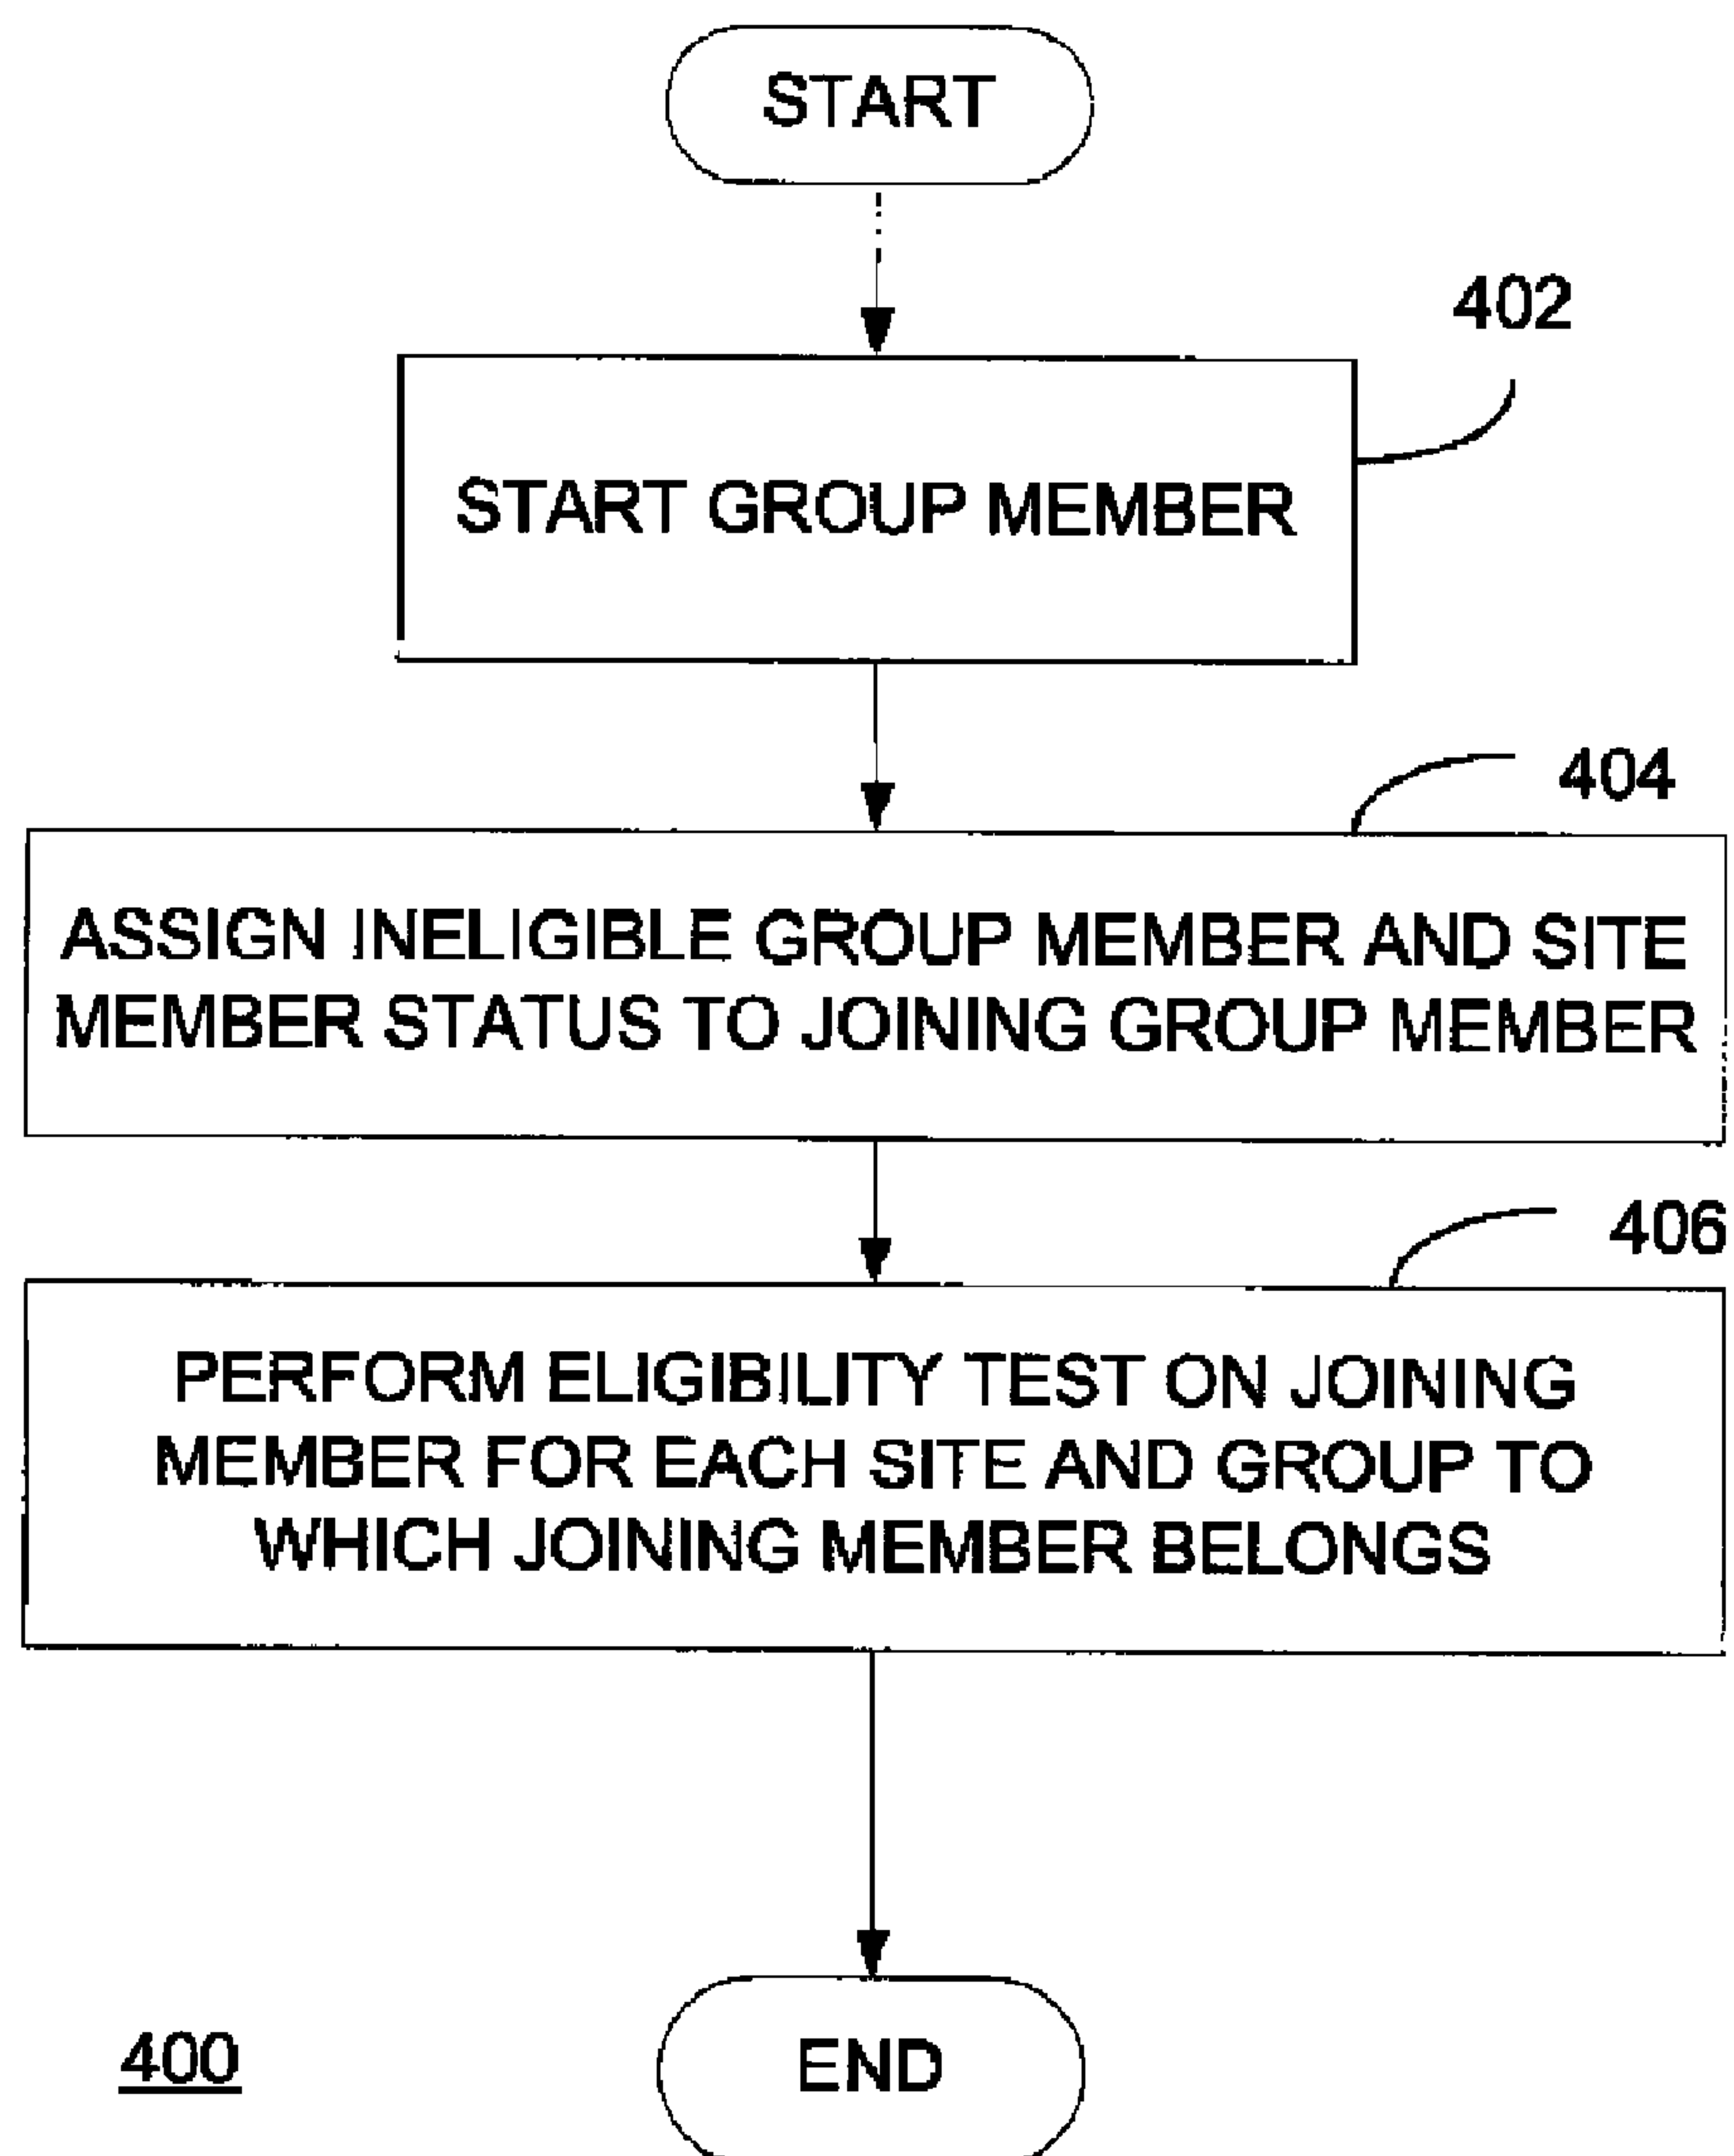 START
402
START GROUP MEMBER
404
ASSIGN INELIGIBLE GROUP MEMBER AND SITE
MEMBER STATUS TO JOINING GROUP MEMBER
406
PERFORM ELIGIBILITY TEST ON JOINING
MEMBER FOR EACH SITE AND GROUP TO
WHICH JOINING MEMBER BELONGS
400
END